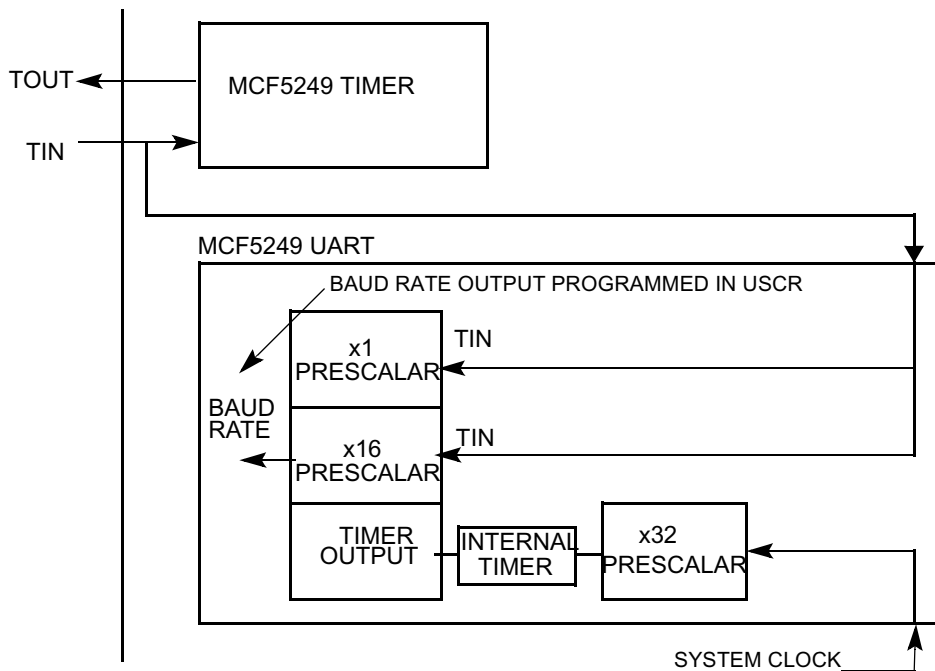 TOUT
MCF5249 TIMER
TIN
MCF5249 UART
BAUD RATE OUTPUT PROGRAMMED IN USCR
x1
PRESCALAR
TIN
BAUD
RATE
x16
PRESCALAR
TIN
TIMER
OUTPUT
INTERNAL
TIMER
x32
PRESCALAR
SYSTEM CLOCK